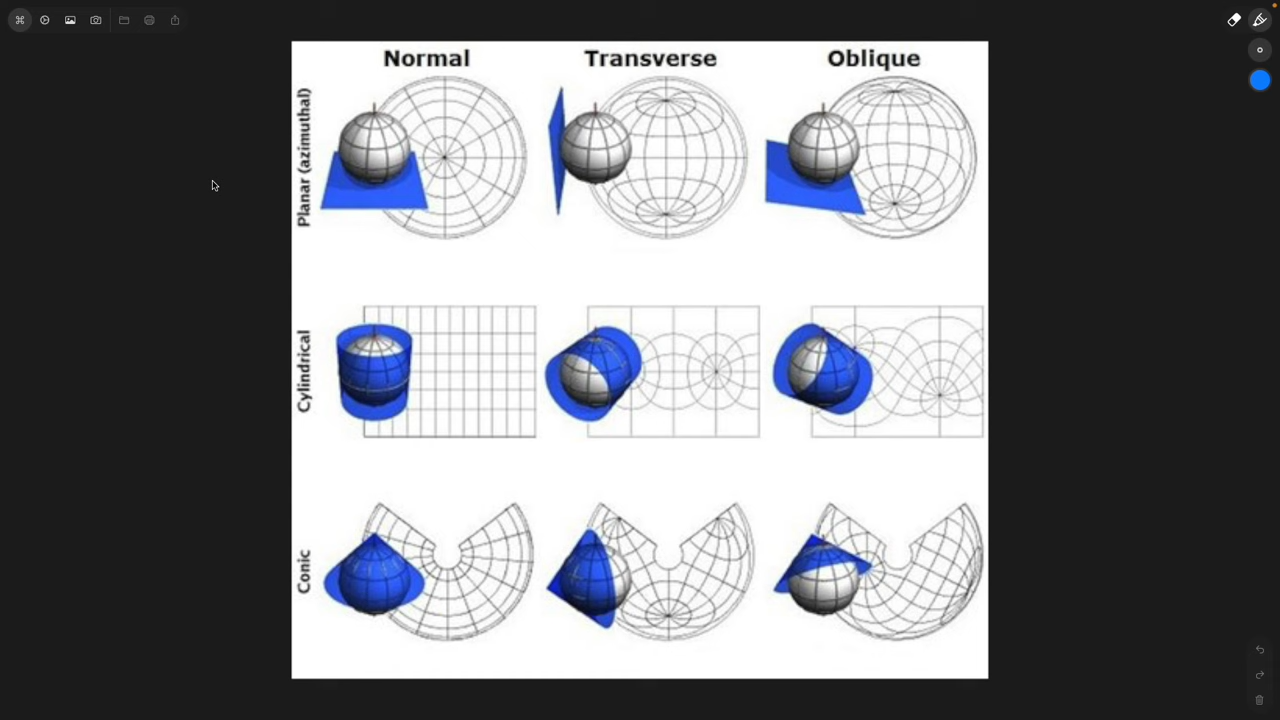 Normal
Transverse
Oblique
Planar (azimuthal)
Cylindrical
Conic